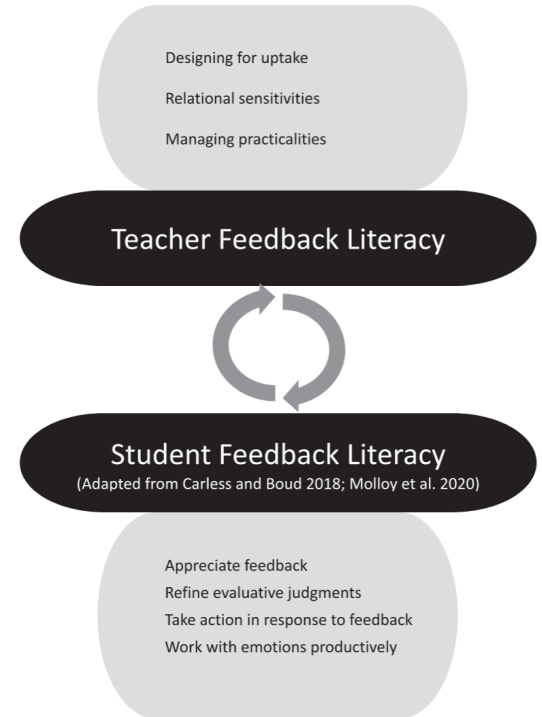 Designing for uptake
Relational sensitivities
Managing practicalities
Teacher Feedback Literacy
Student Feedback Literacy
(Adapted from Carless and Boud 2018; Molloy et al. 2020)
Appreciate feedback
Refine evaluative judgments
Take action in response to feedback
Work with emotions productively